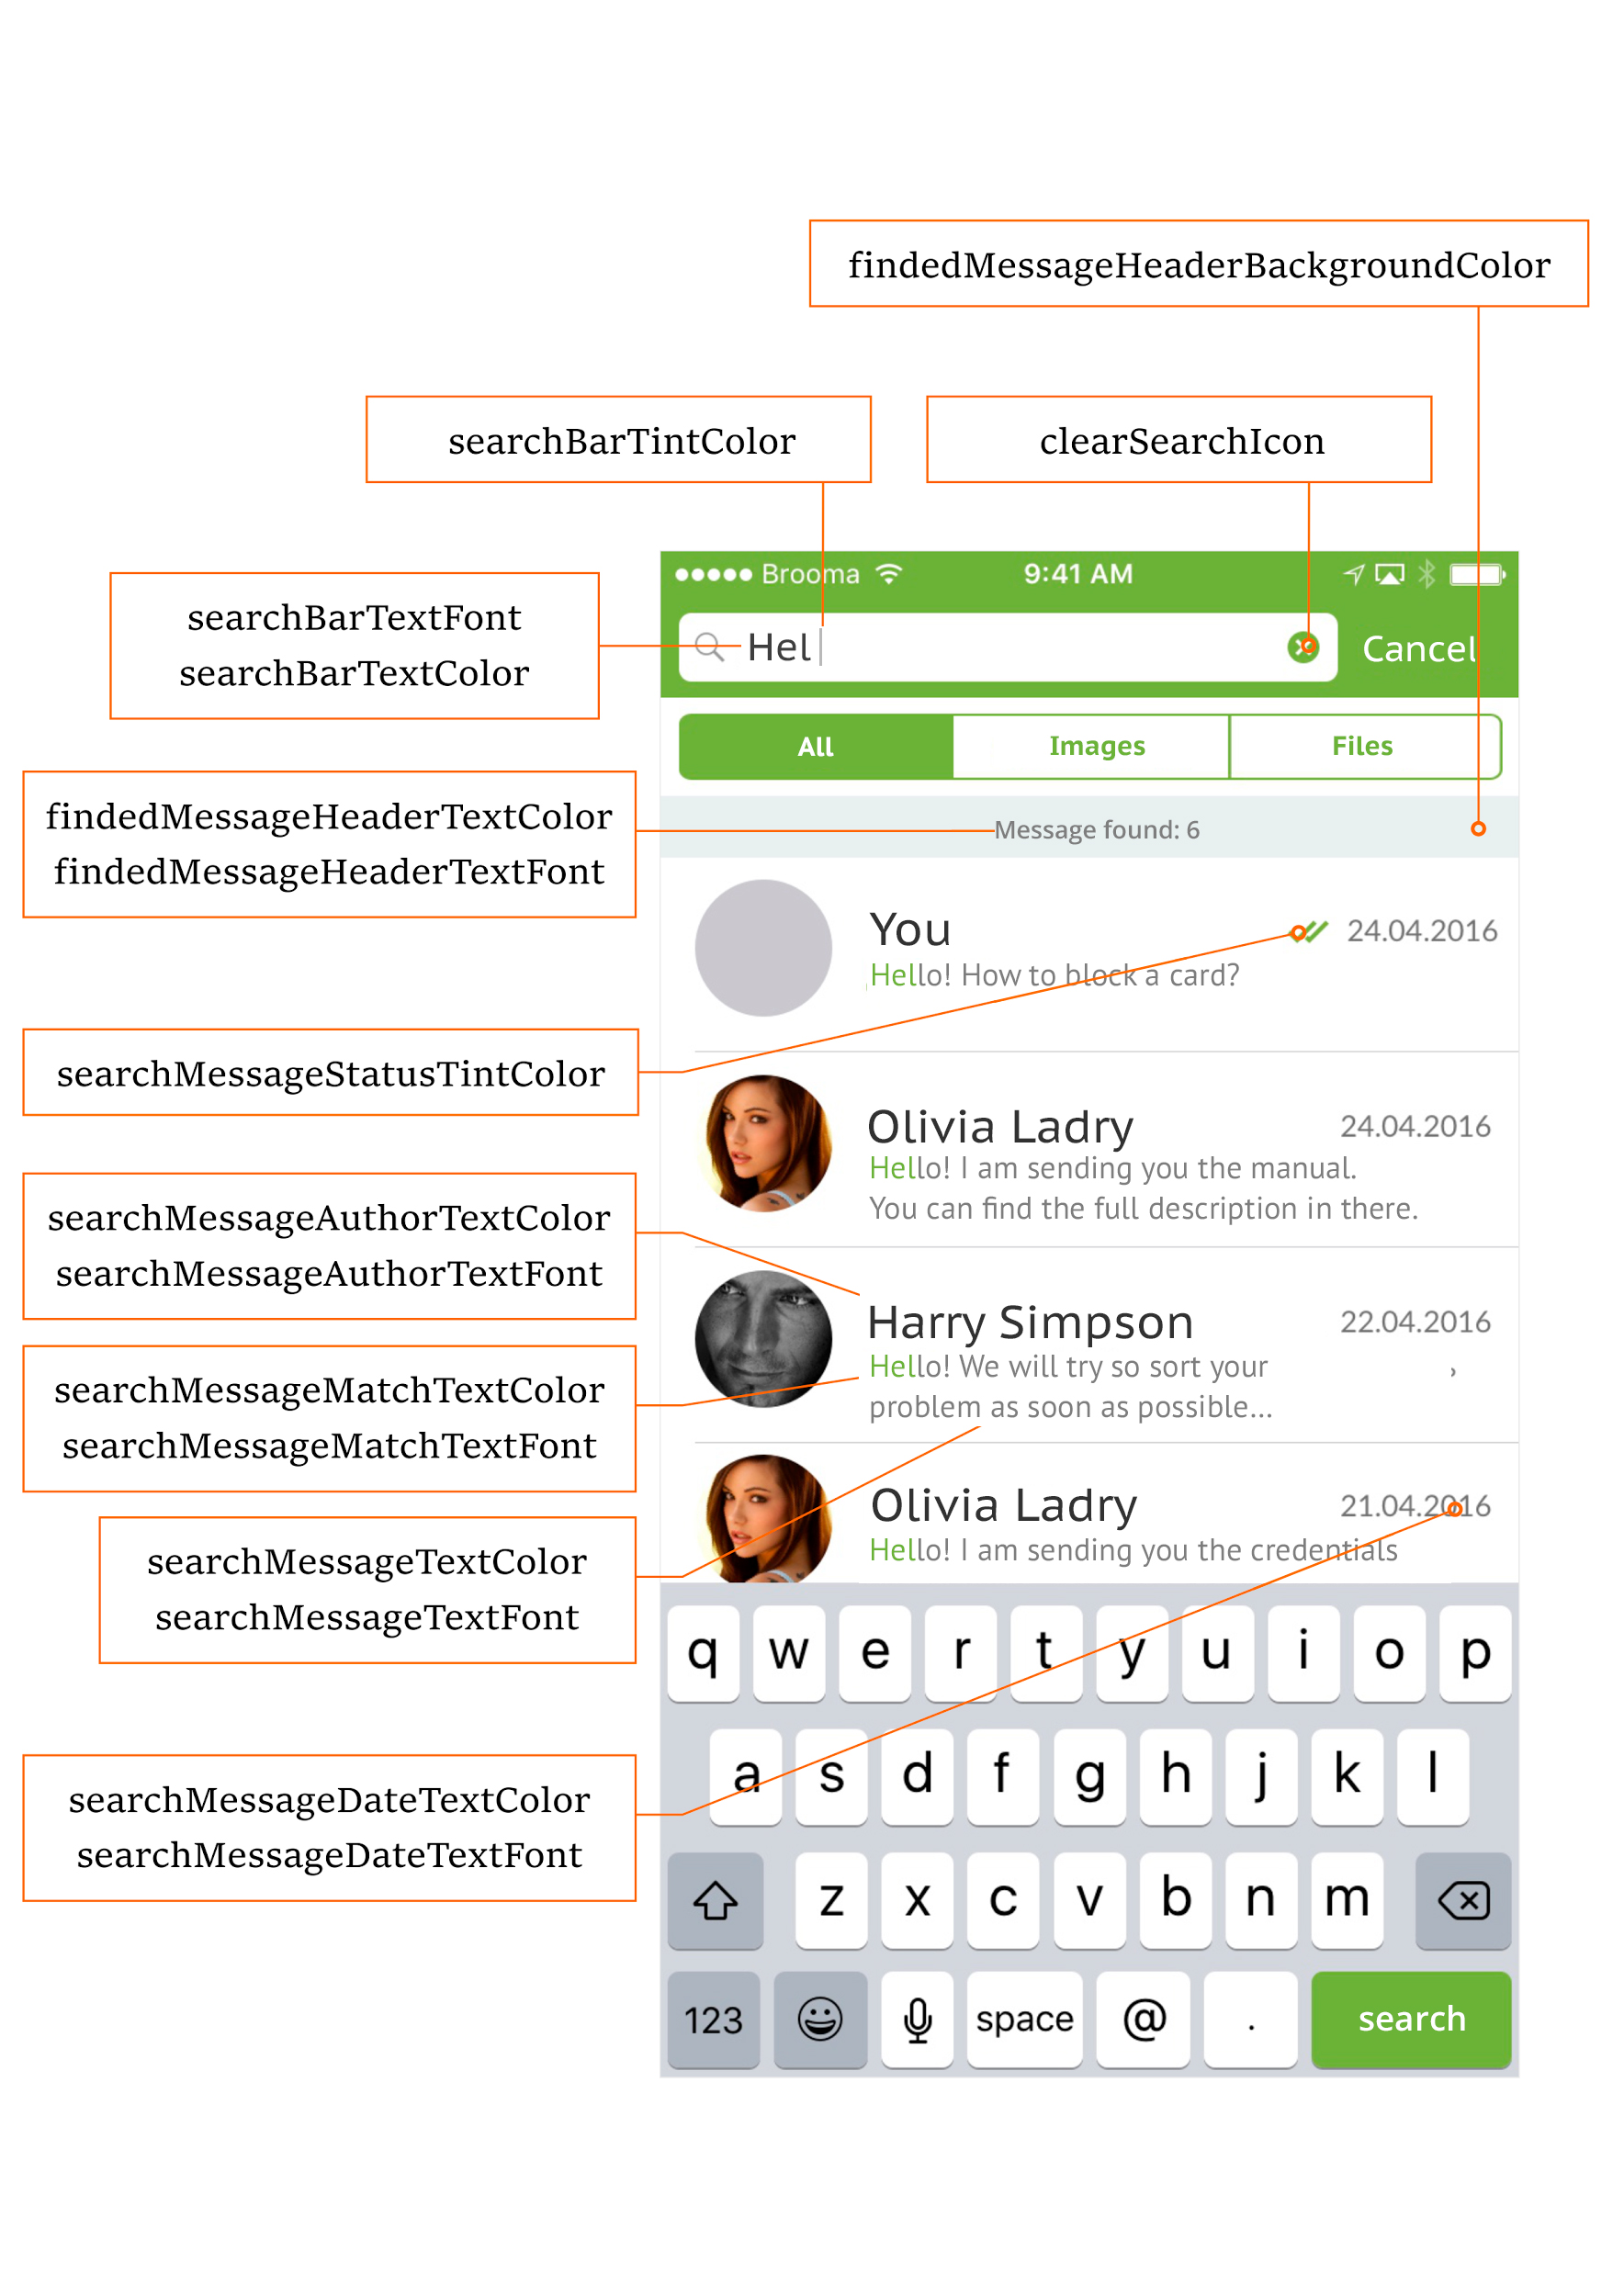 findedMessageHeaderBackgroundColor
searchBarTintColor
clearSearchIcon
searchBarTextFont
searchBarTextColor
Brooma
9:41 AM
Hel
Cancel
All
Images
Files
findedMessageHeaderTextColor
findedMessageHeaderTextFont
Message found: 6
You
24.04.2016
Hello! How to block a card?
searchMessageStatusTintColor
Olivia Ladry
24.04.2016
Hello! I am sending you the manual.
You can find the full description in there.
searchMessageAuthorTextColor
searchMessageAuthorTextFont
Harry Simpson
22.04.2016
Hello! We will try so sort your
problem as soon as possible...
searchMessageMatchTextColor
searchMessageMatchTextFont
Olivia Ladry
21.04.2016
Hello! I am sending you the credentials
searchMessageTextColor
searchMessageTextFont
q w e r t y u i o p
a s d f g h j k l
searchMessageDateTextColor
searchMessageDateTextFont
z x c v b n m
123 space @ . search